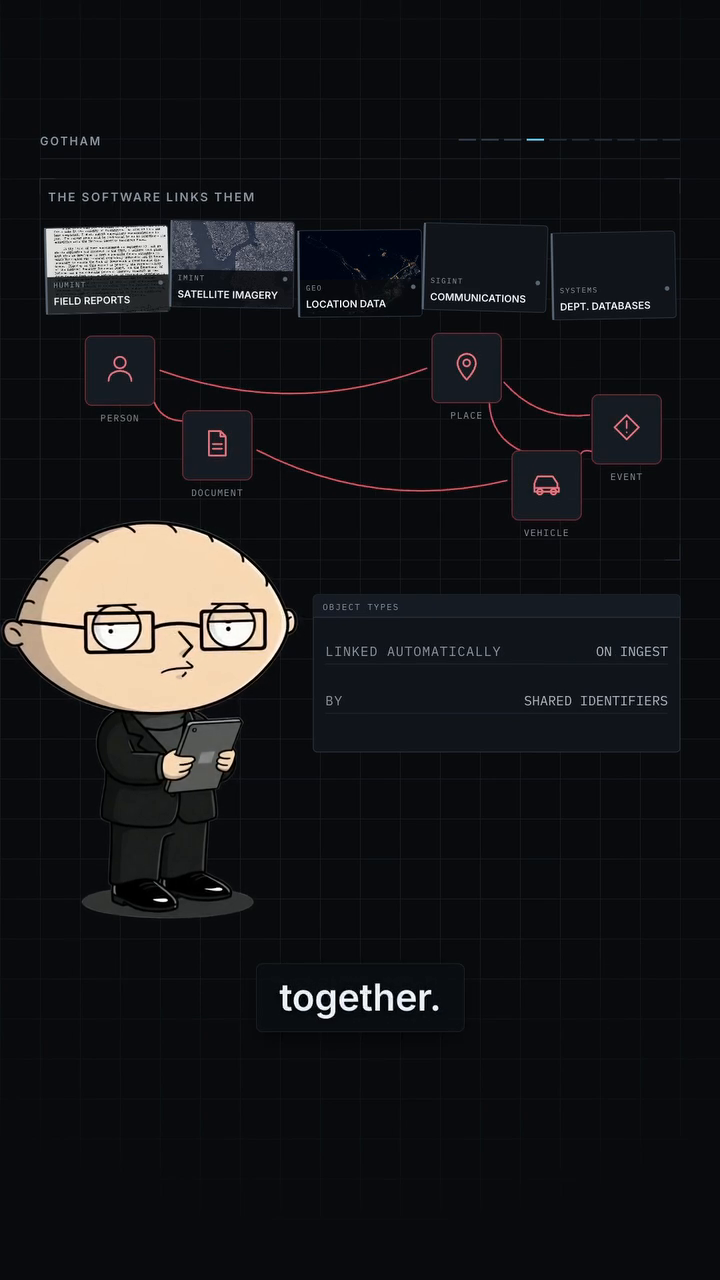 GOTHAM
THE SOFTWARE LINKS THEM
HUMINT
FIELD REPORTS
IMINT
SATELLITE IMAGERY
GEO
LOCATION DATA
SIGINT
COMMUNICATIONS
SYSTEMS
DEPT. DATABASES
PERSON
PLACE
DOCUMENT
EVENT
VEHICLE
OBJECT TYPES
LINKED AUTOMATICALLY ON INGEST
BY SHARED IDENTIFIERS
together.